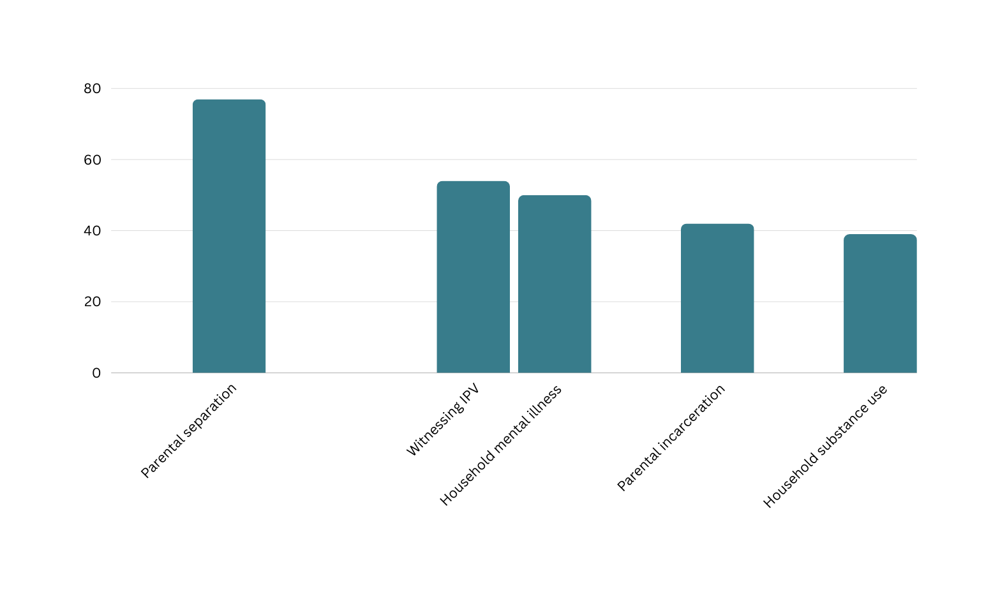 80
60
40
20
0
Parental separation
Witnessing IPV
Household mental illness
Parental incarceration
Household substance use